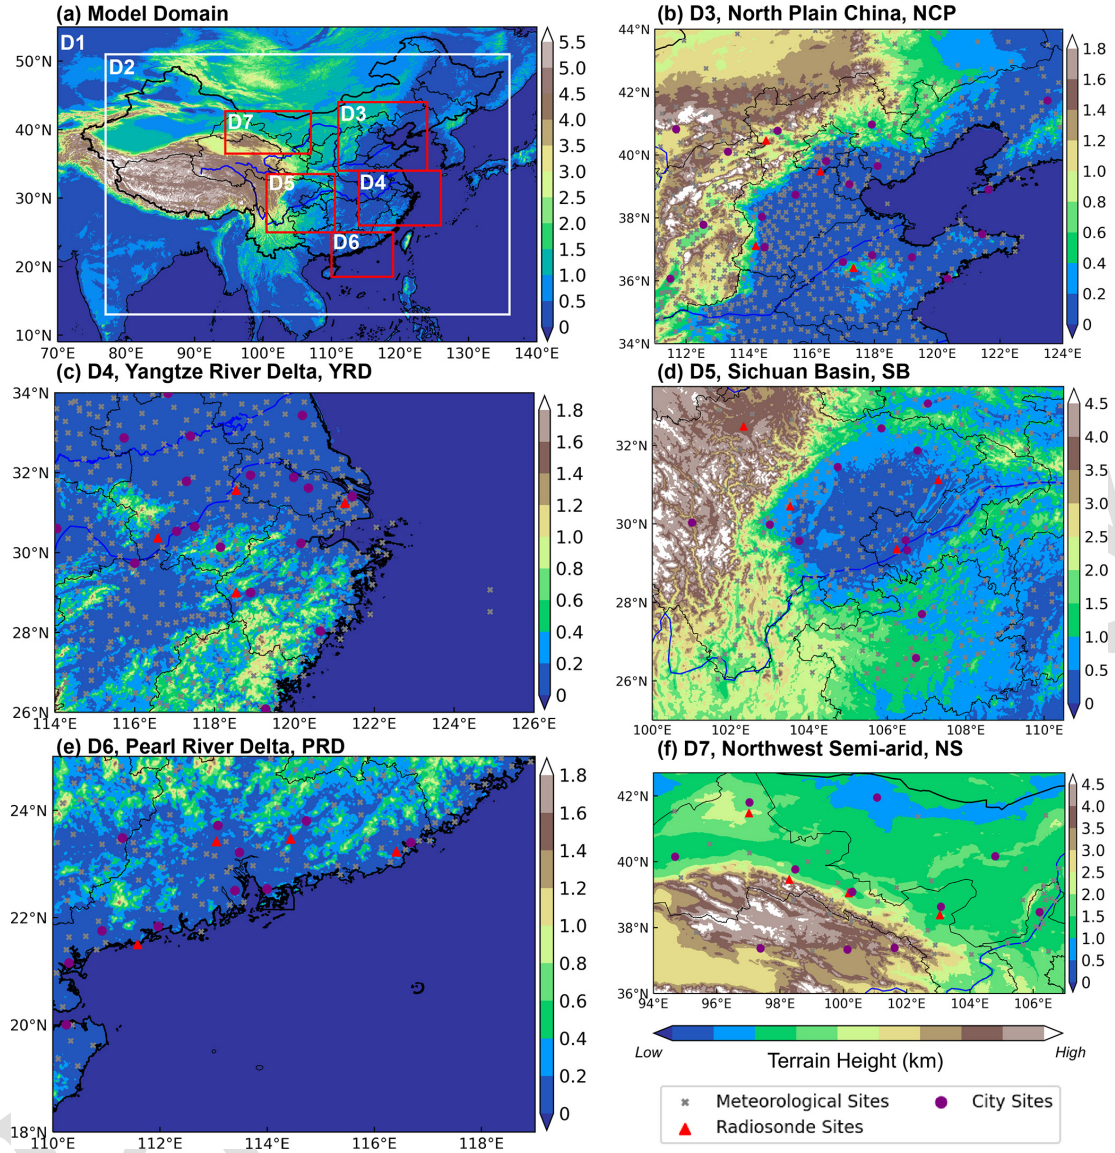 (a) Model Domain
D1
D2
D3
D7
D5
D4
D6
50°N
40°N
30°N
20°N
10°N
70°E 80°E 90°E 100°E 110°E 120°E 130°E 140°E
5.5
5.0
4.5
4.0
3.5
3.0
2.5
2.0
1.5
1.0
0.5
0
(b) D3, North Plain China, NCP
44°N
42°N
40°N
38°N
36°N
34°N
112°E 114°E 116°E 118°E 120°E 122°E 124°E
1.8
1.6
1.4
1.2
1.0
0.8
0.6
0.4
0.2
0
(c) D4, Yangtze River Delta, YRD
34°N
32°N
30°N
28°N
26°N
114°E 116°E 118°E 120°E 122°E 124°E 126°E
1.8
1.6
1.4
1.2
1.0
0.8
0.6
0.4
0.2
0
(d) D5, Sichuan Basin, SB
32°N
30°N
28°N
26°N
100°E 102°E 104°E 106°E 108°E 110°E
4.5
4.0
3.5
3.0
2.5
2.0
1.5
1.0
0.5
0
(e) D6, Pearl River Delta, PRD
24°N
22°N
20°N
18°N
110°E 112°E 114°E 116°E 118°E
1.8
1.6
1.4
1.2
1.0
0.8
0.6
0.4
0.2
0
(f) D7, Northwest Semi-arid, NS
42°N
40°N
38°N
36°N
94°E 96°E 98°E 100°E 102°E 104°E 106°E
4.5
4.0
3.5
3.0
2.5
2.0
1.5
1.0
0.5
0
Low High
Terrain Height (km)
Meteorological Sites City Sites
Radiosonde Sites